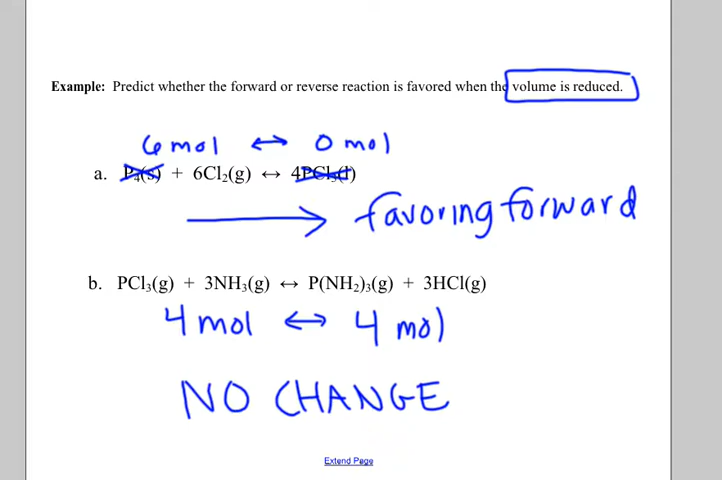 Example: Predict whether the forward or reverse reaction is favored when the volume is reduced.
6 mol ↔ 0 mol
a. P₄(s) + 6Cl₂(g) ↔ 4PCl₃(l)
favoring forward
b. PCl₃(g) + 3NH₃(g) ↔ P(NH₂)₃(g) + 3HCl(g)
4 mol ↔ 4 mol
NO CHANGE
Extend Page